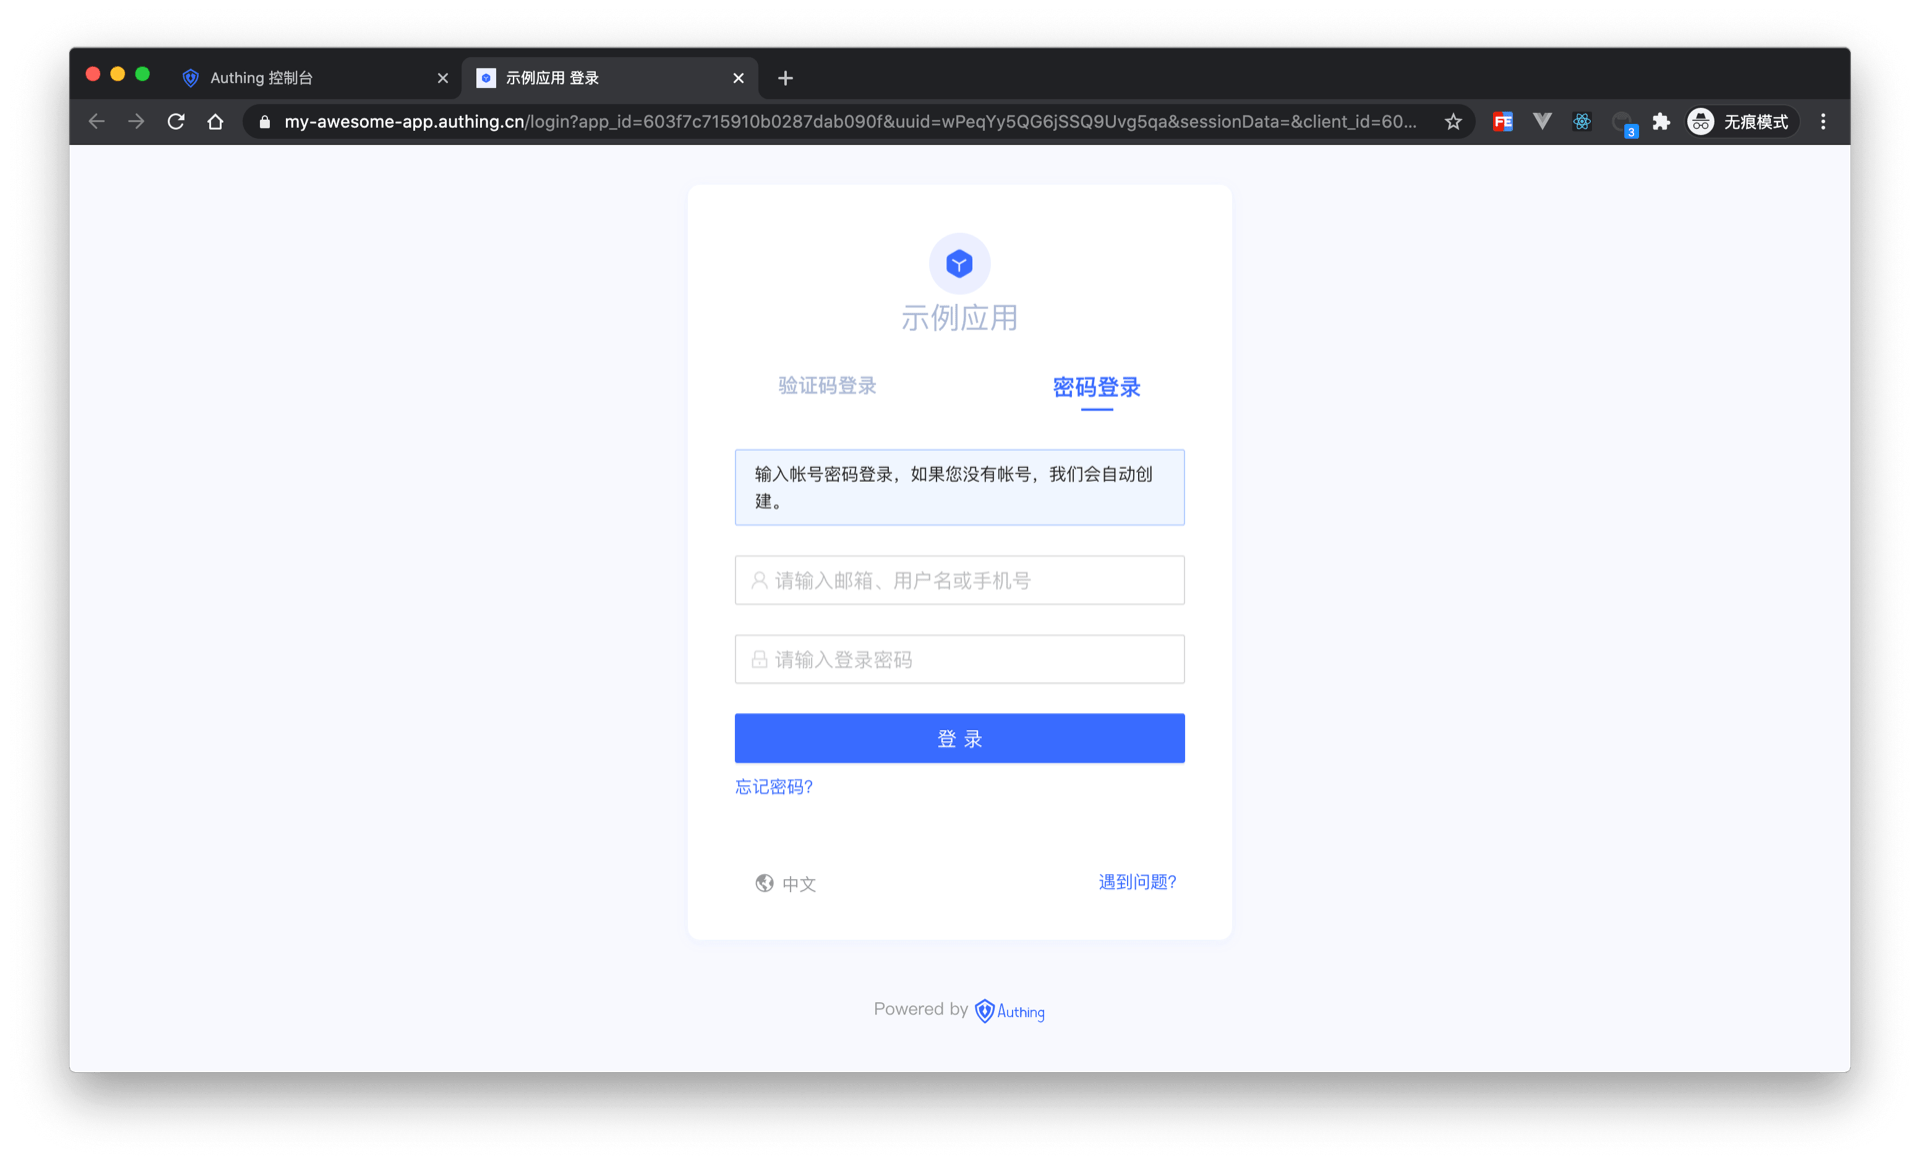 Authing 控制台
示例应用 登录
my-awesome-app.authing.cn/login?app_id=603f7c715910b0287dab090f&uuid=wPeqYy5QG6jSSQ9Uvg5qa&sessionData=&client_id=60...
FE
3
无痕模式
示例应用
验证码登录
密码登录
输入帐号密码登录，如果您没有帐号，我们会自动创
建。
请输入邮箱、用户名或手机号
请输入登录密码
登 录
忘记密码?
中文
遇到问题?
Powered by Authing